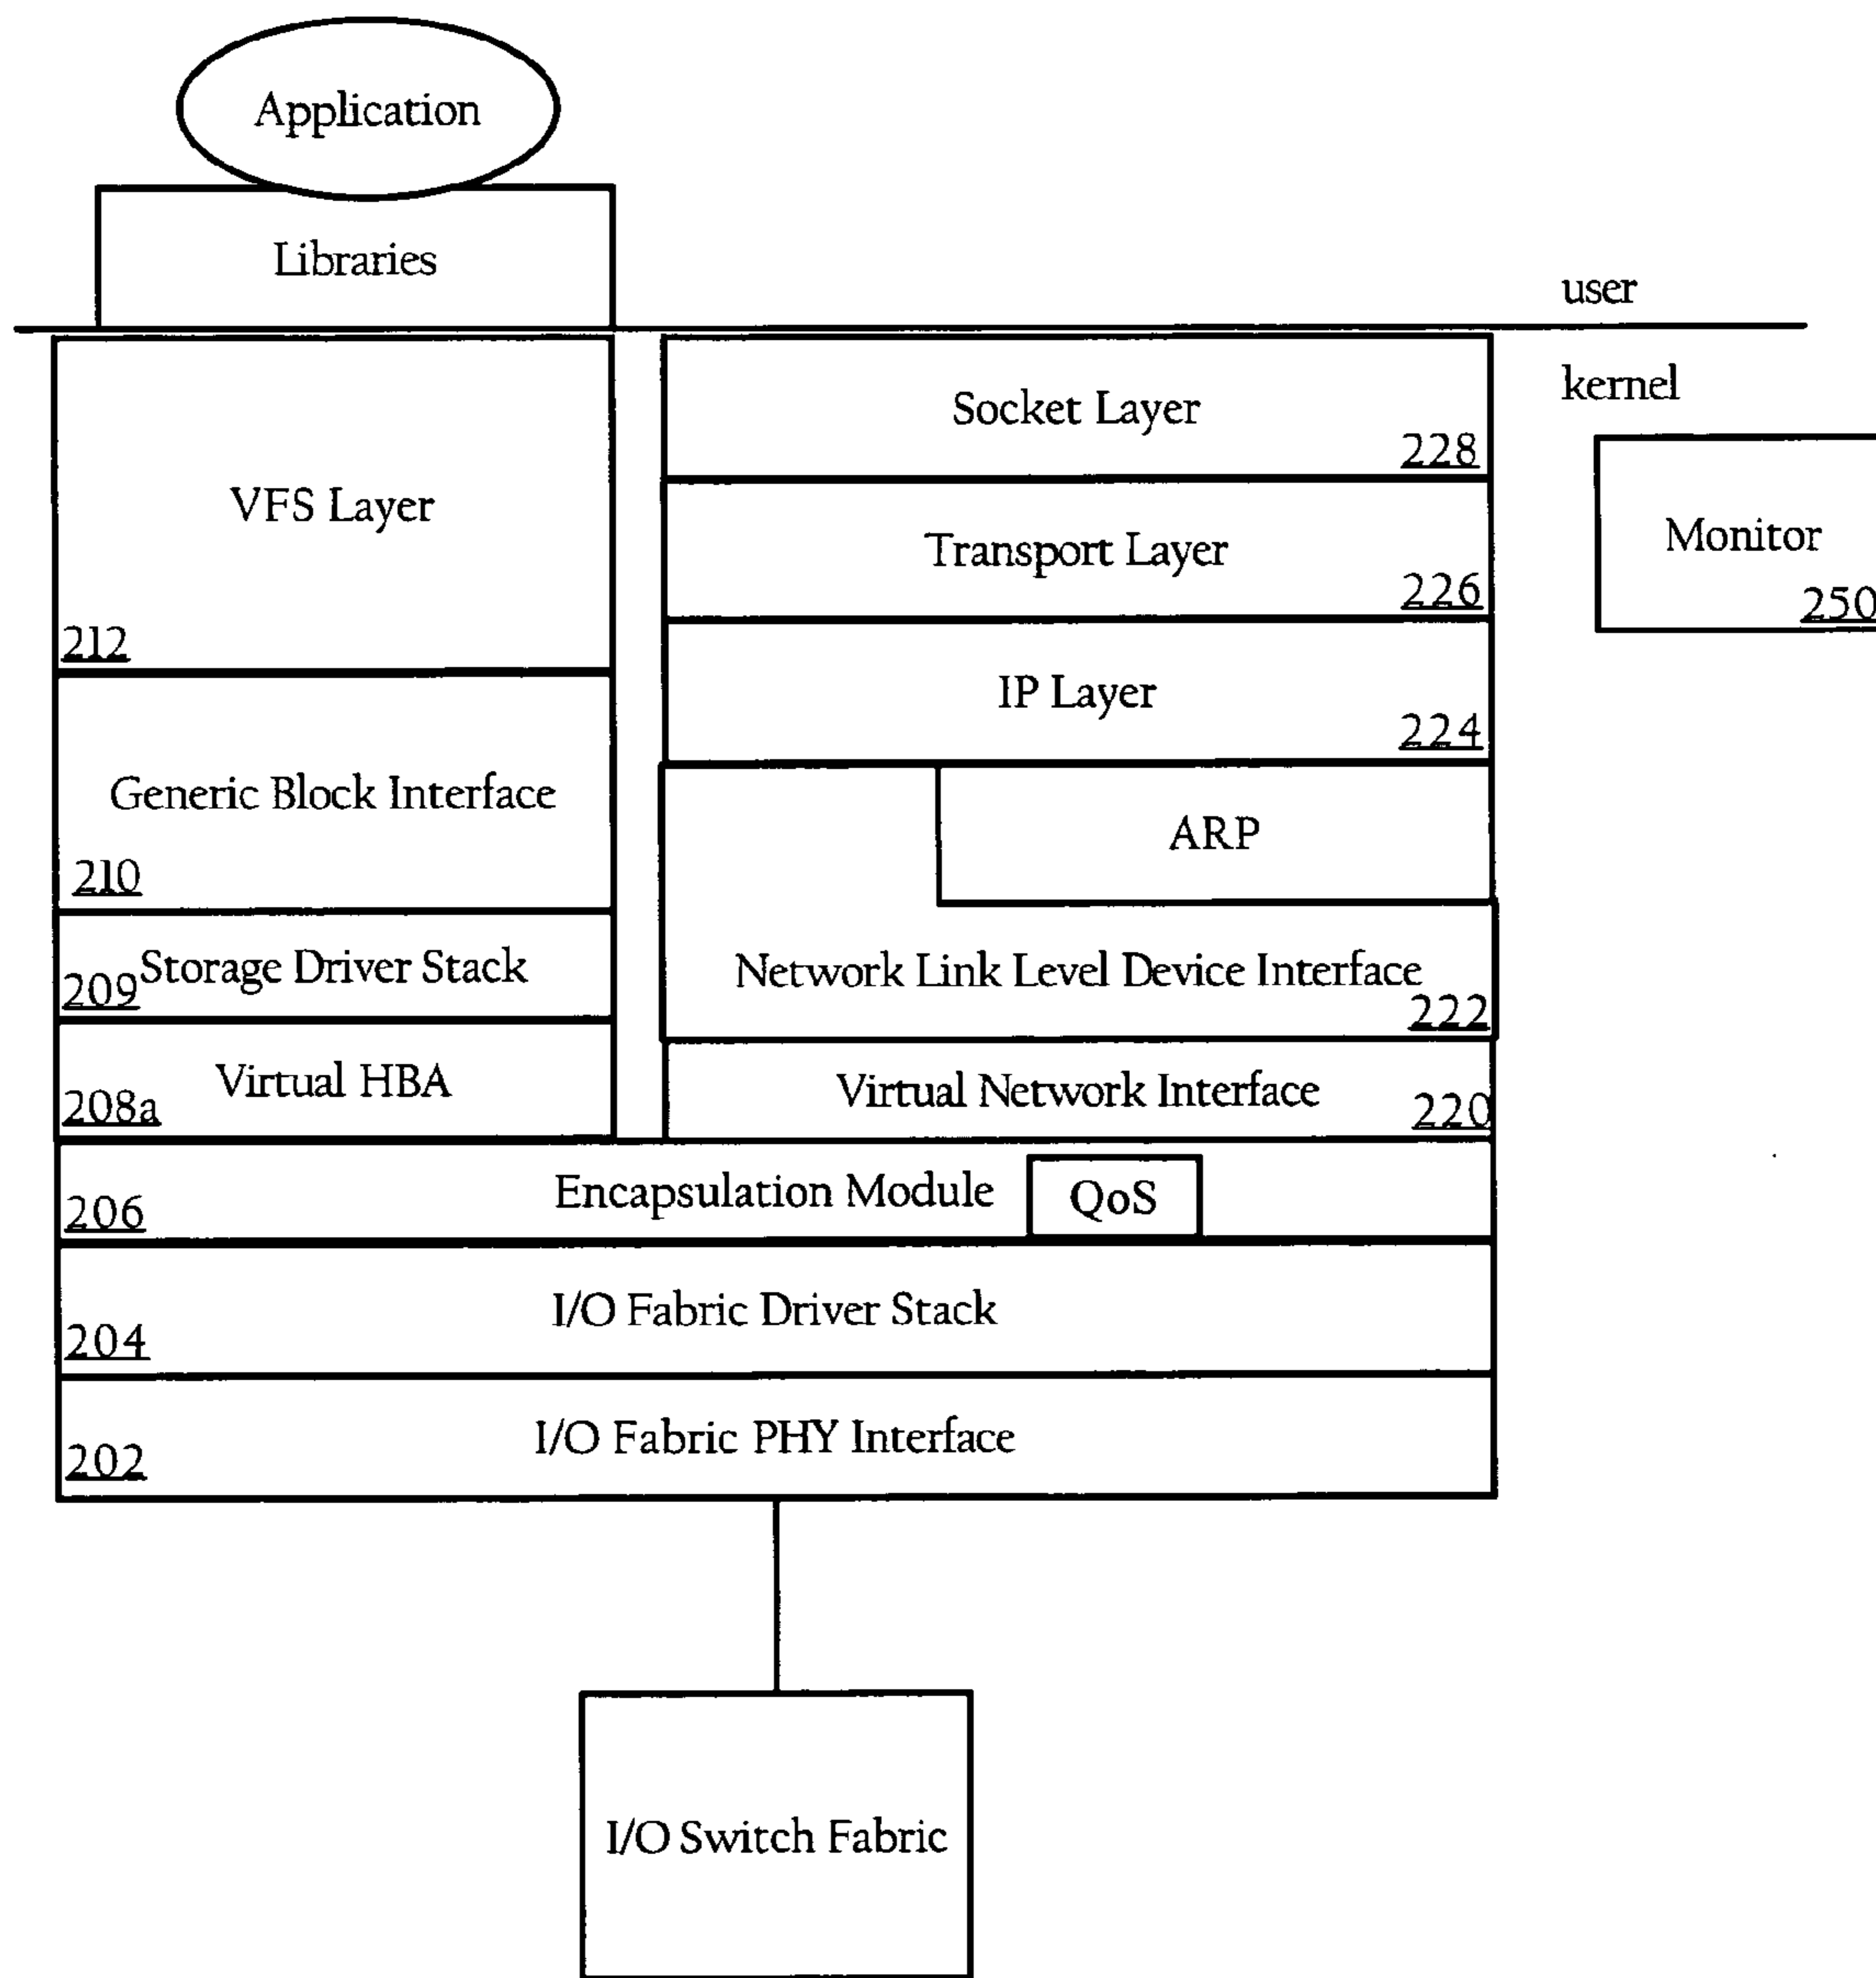 Application
Libraries
user
kernel
VFS Layer
212
Generic Block Interface
210
Storage Driver Stack
209
Virtual HBA
208a
Socket Layer
228
Transport Layer
226
IP Layer
224
ARP
Network Link Level Device Interface
222
Virtual Network Interface
220
Monitor
250
Encapsulation Module
QoS
206
I/O Fabric Driver Stack
204
I/O Fabric PHY Interface
202
I/O Switch Fabric